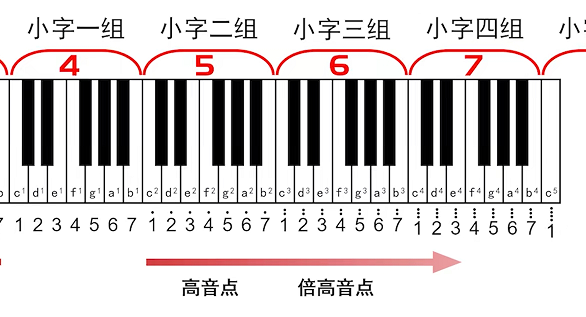 小字一组 小字二组 小字三组 小字四组 小字
4 5 6 7
b c¹ d¹ e¹ f¹ g¹ a¹ b¹ c² d² e² f² g² a² b² c³ d³ e³ f³ g³ a³ b³ c⁴ d⁴ e⁴ f⁴ g⁴ a⁴ b⁴ c⁵
7 1 2 3 4 5 6 7 1 2 3 4 5 6 7 1 2 3 4 5 6 7 1 2 3 4 5 6 7 1
高音点 倍高音点